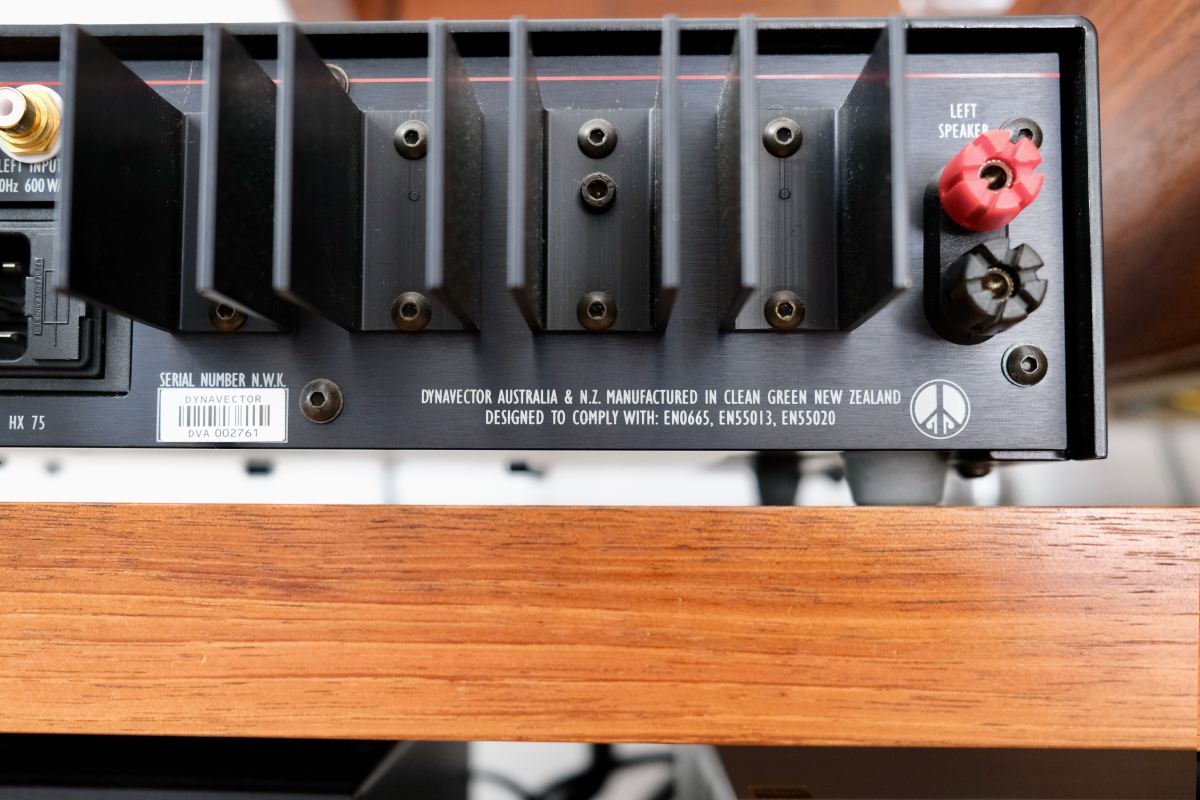 LEFT
SPEAKER
LEFT INPUT
0Hz 600 WA
SERIAL NUMBER N.W.K.
DYNAVECTOR
DVA 002761
HX 75
DYNAVECTOR AUSTRALIA & N.Z. MANUFACTURED IN CLEAN GREEN NEW ZEALAND
DESIGNED TO COMPLY WITH: EN0665, EN55013, EN55020